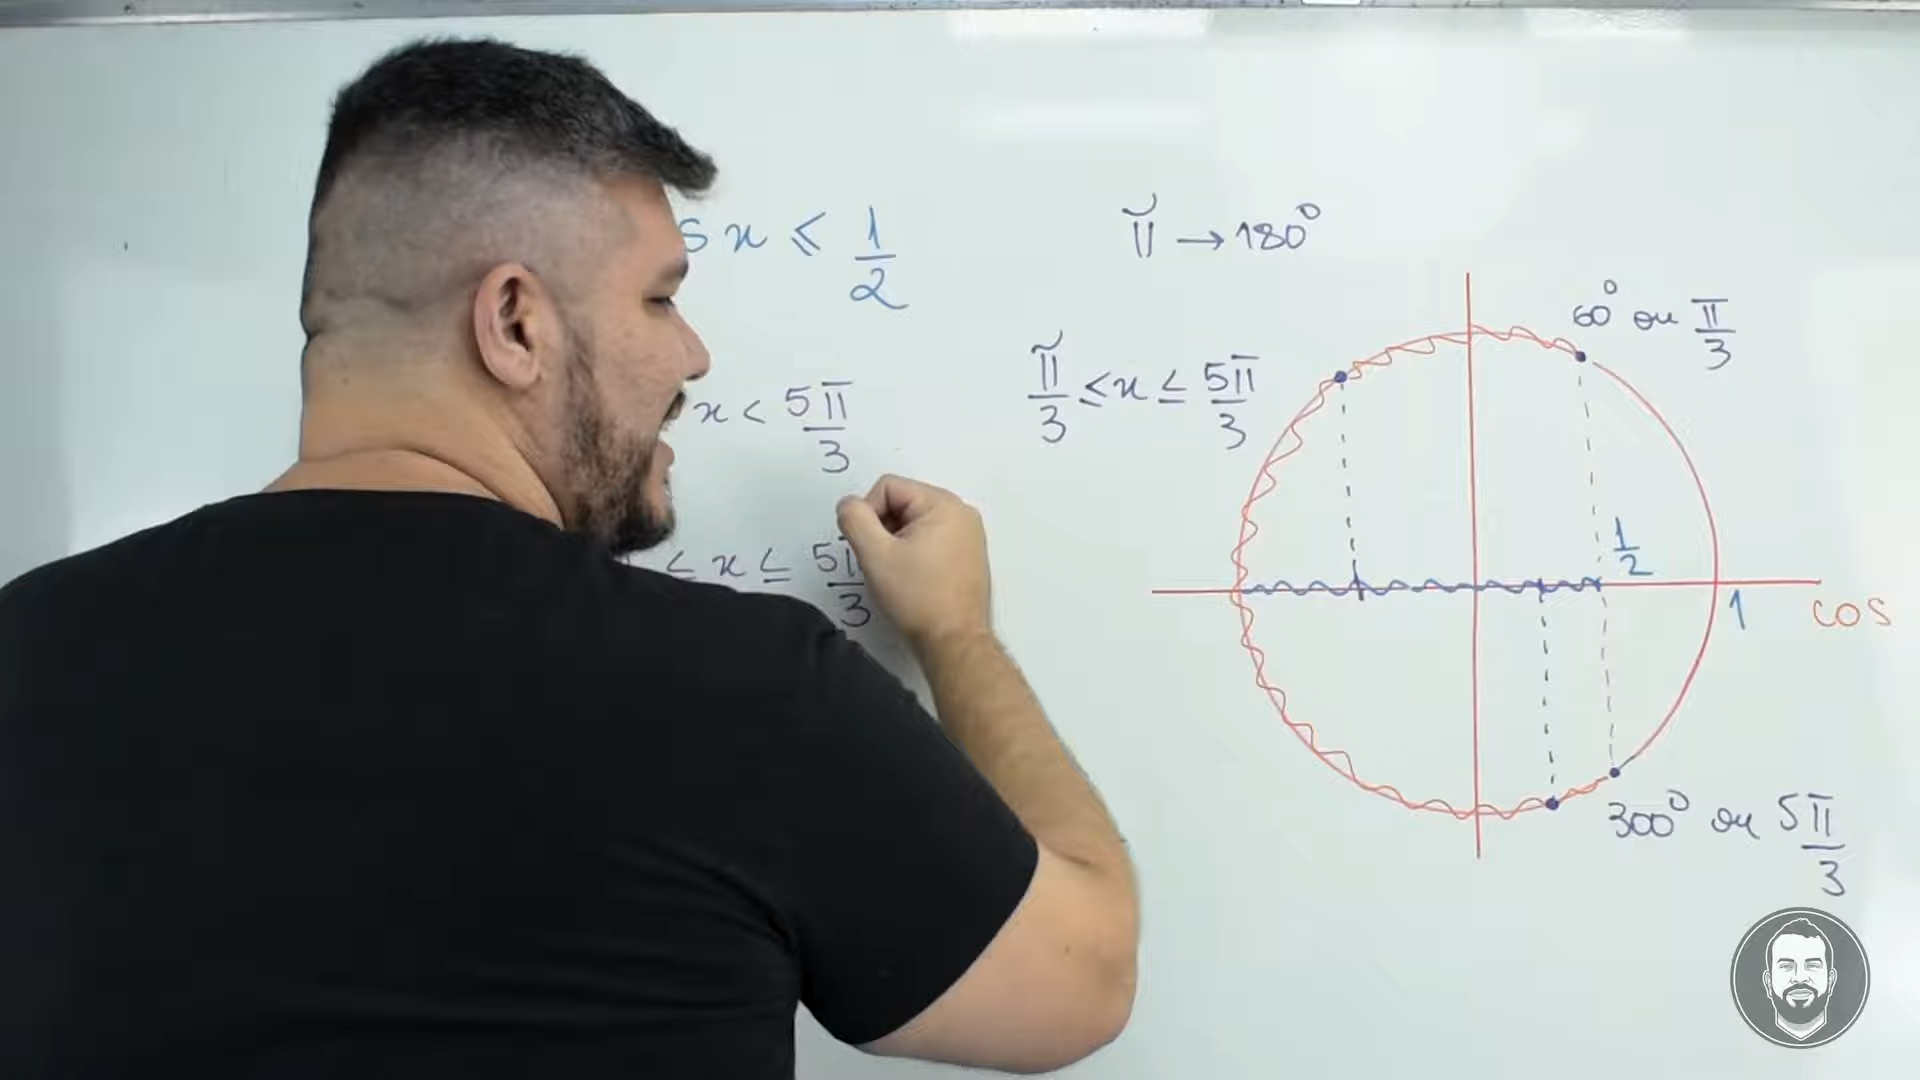 s x ≤ 1/2
x < 5π/3
≤ x ≤ 5π/3
π → 180°
π/3 ≤ x ≤ 5π/3
60° ou π/3
1/2
1
cos
300° ou 5π/3